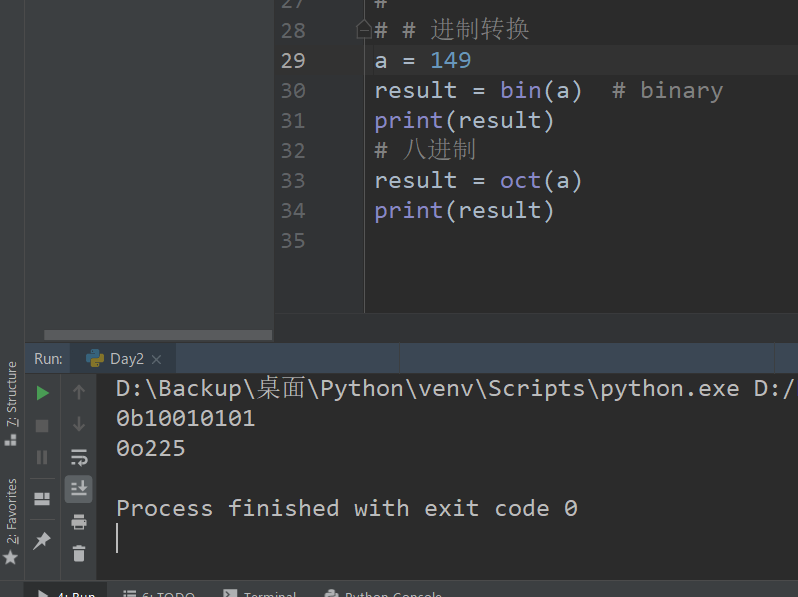 27 #
28 # # 进制转换
29 a = 149
30 result = bin(a)  # binary
31 print(result)
32 # 八进制
33 result = oct(a)
34 print(result)
35
7: Structure
2: Favorites
Run: Day2
D:\Backup\桌面\Python\venv\Scripts\python.exe D:/
0b10010101
0o225
Process finished with exit code 0
4: Run 6: TODO Terminal Python Console